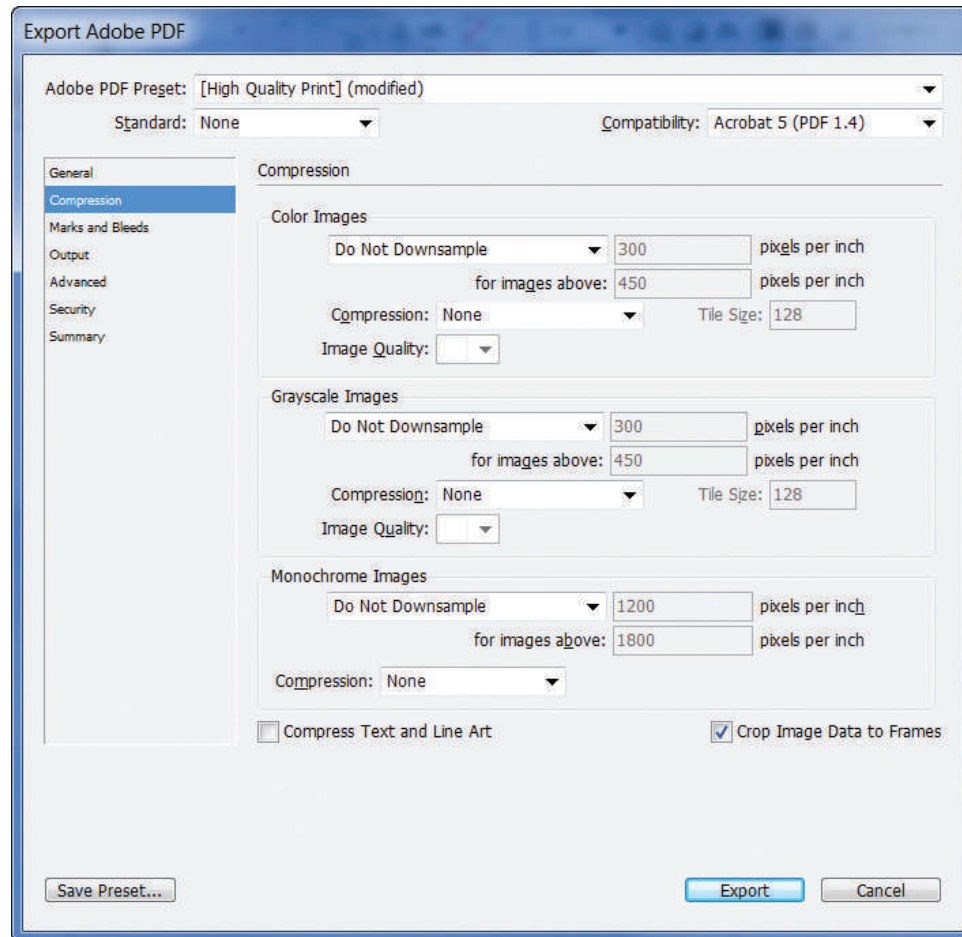 Export Adobe PDF
Adobe PDF Preset: [High Quality Print] (modified)
Standard: None Compatibility: Acrobat 5 (PDF 1.4)
General
Compression
Marks and Bleeds
Output
Advanced
Security
Summary
Compression
Color Images
Do Not Downsample 300 pixels per inch
for images above: 450 pixels per inch
Compression: None Tile Size: 128
Image Quality:
Grayscale Images
Do Not Downsample 300 pixels per inch
for images above: 450 pixels per inch
Compression: None Tile Size: 128
Image Quality:
Monochrome Images
Do Not Downsample 1200 pixels per inch
for images above: 1800 pixels per inch
Compression: None
Compress Text and Line Art Crop Image Data to Frames
Save Preset... Export Cancel